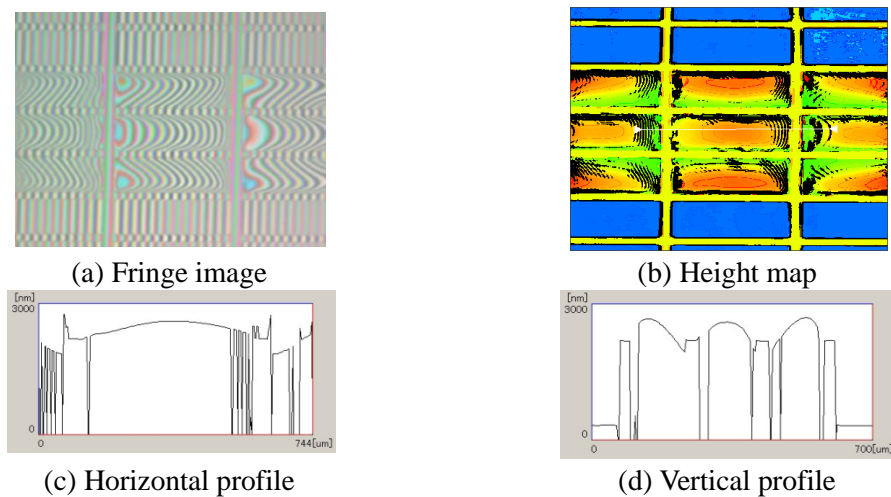 (a) Fringe image
(b) Height map
[nm]
3000
0
0
744[um]
(c) Horizontal profile
[nm]
3000
0
0
700[um]
(d) Vertical profile